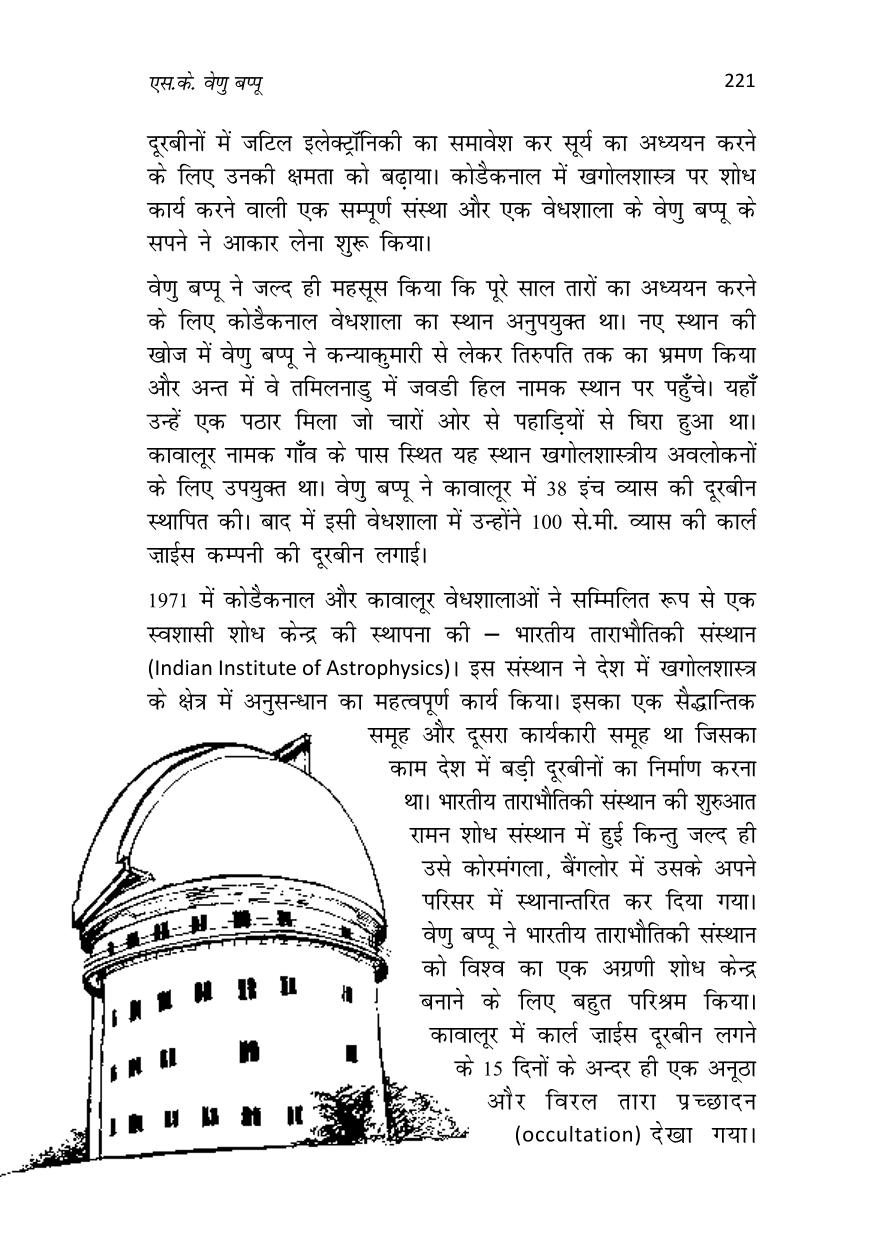 एस.के. वेणु बप्पू 221
दूरबीनों में जटिल इलेक्ट्रॉनिकी का समावेश कर सूर्य का अध्ययन करने
के लिए उनकी क्षमता को बढ़ाया। कोडैकनाल में खगोलशास्त्र पर शोध
कार्य करने वाली एक सम्पूर्ण संस्था और एक वेधशाला के वेणु बप्पू के
सपने ने आकार लेना शुरू किया।
वेणु बप्पू ने जल्द ही महसूस किया कि पूरे साल तारों का अध्ययन करने
के लिए कोडैकनाल वेधशाला का स्थान अनुपयुक्त था। नए स्थान की
खोज में वेणु बप्पू ने कन्याकुमारी से लेकर तिरुपति तक का भ्रमण किया
और अन्त में वे तमिलनाडु में जवडी हिल नामक स्थान पर पहुँचे। यहाँ
उन्हें एक पठार मिला जो चारों ओर से पहाड़ियों से घिरा हुआ था।
कावालूर नामक गाँव के पास स्थित यह स्थान खगोलशास्त्रीय अवलोकनों
के लिए उपयुक्त था। वेणु बप्पू ने कावालूर में 38 इंच व्यास की दूरबीन
स्थापित की। बाद में इसी वेधशाला में उन्होंने 100 से.मी. व्यास की कार्ल
ज़ाईस कम्पनी की दूरबीन लगाई।
1971 में कोडैकनाल और कावालूर वेधशालाओं ने सम्मिलित रूप से एक
स्वशासी शोध केन्द्र की स्थापना की – भारतीय ताराभौतिकी संस्थान
(Indian Institute of Astrophysics)। इस संस्थान ने देश में खगोलशास्त्र
के क्षेत्र में अनुसन्धान का महत्वपूर्ण कार्य किया। इसका एक सैद्धान्तिक
समूह और दूसरा कार्यकारी समूह था जिसका
काम देश में बड़ी दूरबीनों का निर्माण करना
था। भारतीय ताराभौतिकी संस्थान की शुरुआत
रामन शोध संस्थान में हुई किन्तु जल्द ही
उसे कोरमंगला, बैंगलोर में उसके अपने
परिसर में स्थानान्तरित कर दिया गया।
वेणु बप्पू ने भारतीय ताराभौतिकी संस्थान
को विश्व का एक अग्रणी शोध केन्द्र
बनाने के लिए बहुत परिश्रम किया।
कावालूर में कार्ल ज़ाईस दूरबीन लगने
के 15 दिनों के अन्दर ही एक अनूठा
और विरल तारा प्रच्छादन
(occultation) देखा गया।